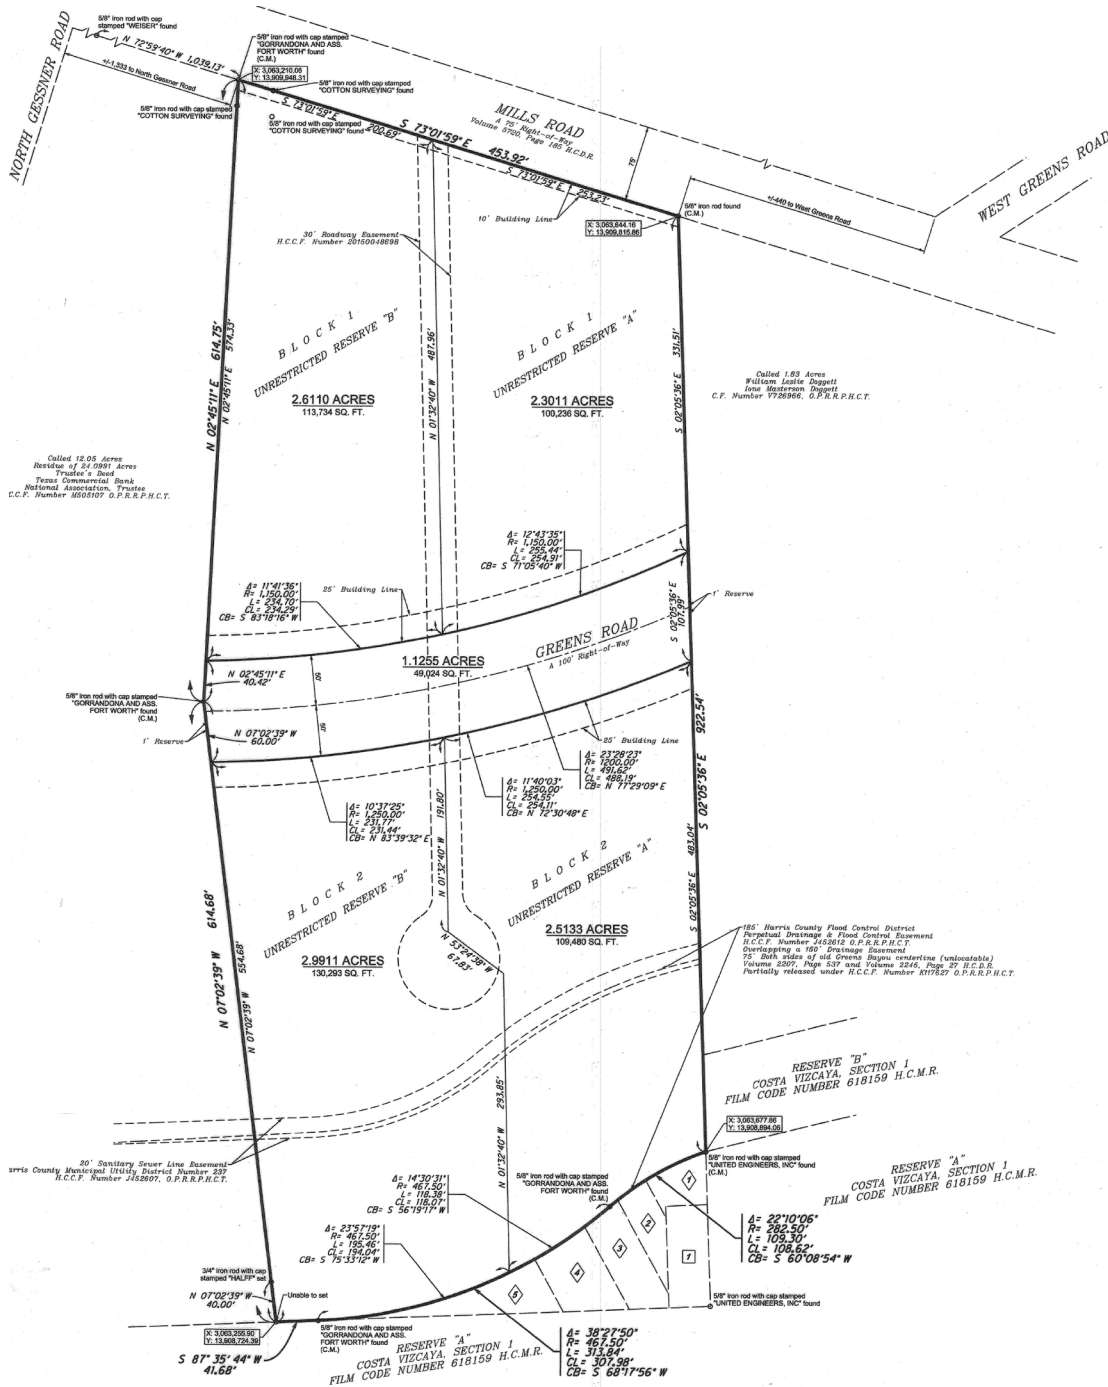 NORTH GESSNER ROAD
5/8" iron rod with cap
stamped "WEISER" found
N 72°59'40" W 1,039.13'
+/-1,333 to North Gessner Road
5/8" iron rod with cap stamped
"GORRANDONA AND ASS.
FORT WORTH" found
(C.M.)
X: 3,063,210.06
Y: 13,909,948.31
5/8" iron rod with cap stamped
"COTTON SURVEYING" found
5/8" iron rod with cap stamped
"COTTON SURVEYING" found
5/8" iron rod with cap stamped
"COTTON SURVEYING" found
S 73°01'59" E
200.69'
S 73°01'59" E
453.92'
S 73°01'59" E
253.23'
MILLS ROAD
A 75' Right-of-Way
Volume 5720, Page 165 H.C.D.R.
75'
WEST GREENS ROAD
+/-440 to West Greens Road
5/8" iron rod found
(C.M.)
X: 3,063,644.16
Y: 13,909,815.86
10' Building Line
30' Roadway Easement
H.C.C.F. Number 20150048698
BLOCK 1
UNRESTRICTED RESERVE "B"
2.6110 ACRES
113,734 SQ. FT.
BLOCK 1
UNRESTRICTED RESERVE "A"
2.3011 ACRES
100,236 SQ. FT.
N 02°45'11" E 614.75'
N 02°45'11" E 574.33'
N 01°32'40" W 487.96'
S 02°05'36" E 331.51'
Called 1.83 Acres
William Leslie Doggett
Ione Masterson Doggett
C.F. Number V726966, O.P.R.R.P.H.C.T.
Called 12.05 Acres
Residue of 24.0991 Acres
Trustee's Deed
Texas Commercial Bank
National Association, Trustee
C.C.F. Number M505107 O.P.R.R.P.H.C.T.
Δ= 12°43'35"
R= 1,150.00'
L= 255.44'
CL= 254.91'
CB= S 71°05'40" W
Δ= 11°41'36"
R= 1,150.00'
L= 234.70'
CL= 234.29'
CB= S 83°18'16" W
25' Building Line
1' Reserve
S 02°05'36" E
107.99'
GREENS ROAD
A 100' Right-of-Way
1.1255 ACRES
49,024 SQ. FT.
N 02°45'11" E
40.42'
50'
50'
5/8" iron rod with cap stamped
"GORRANDONA AND ASS.
FORT WORTH" found
(C.M.)
1' Reserve
N 07°02'39" W
60.00'
25' Building Line
Δ= 23°28'23"
R= 1200.00'
L= 491.62'
CL= 488.19'
CB= N 77°29'09" E
Δ= 11°40'03"
R= 1,250.00'
L= 254.55'
CL= 254.11'
CB= N 72°30'48" E
Δ= 10°37'25"
R= 1,250.00'
L= 231.77'
CL= 231.44'
CB= N 83°39'32" E
S 02°05'36" E 922.54'
N 01°32'40" W 191.80'
S 02°05'36" E 483.04'
BLOCK 2
UNRESTRICTED RESERVE "B"
2.9911 ACRES
130,293 SQ. FT.
BLOCK 2
UNRESTRICTED RESERVE "A"
2.5133 ACRES
109,480 SQ. FT.
N 53°24'38" W
67.83'
N 07°02'39" W 614.68'
N 07°02'39" W 554.68'
185' Harris County Flood Control District
Perpetual Drainage & Flood Control Easement
H.C.C.F. Number J452612 O.P.R.R.P.H.C.T.
Overlapping a 150' Drainage Easement
75' Both sides of old Greens Bayou centerline (unlocatable)
Volume 2207, Page 537 and Volume 2246, Page 27 H.C.D.R.
Partially released under H.C.C.F. Number K117627 O.P.R.R.P.H.C.T.
RESERVE "B"
COSTA VIZCAYA, SECTION 1
FILM CODE NUMBER 618159 H.C.M.R.
N 01°32'40" W 293.85'
X: 3,063,677.86
Y: 13,908,894.06
5/8" iron rod with cap stamped
"UNITED ENGINEERS, INC" found
(C.M.)
RESERVE "A"
COSTA VIZCAYA, SECTION 1
FILM CODE NUMBER 618159 H.C.M.R.
20' Sanitary Sewer Line Easement
arris County Municipal Utility District Number 237
H.C.C.F. Number J452607, O.P.R.R.P.H.C.T.
5/8" iron rod with cap stamped
"GORRANDONA AND ASS.
FORT WORTH" found
(C.M.)
Δ= 14°30'31"
R= 467.50'
L= 118.38'
CL= 118.07'
CB= S 56°19'17" W
Δ= 23°57'19"
R= 467.50'
L= 195.46'
CL= 194.04'
CB= S 75°33'12" W
1
2
3
4
5
1
Δ= 22°10'06"
R= 282.50'
L= 109.30'
CL= 108.62'
CB= S 60°08'54" W
3/4" iron rod with cap
stamped "HALFF" set
N 07°02'39" W
40.00'
Unable to set
5/8" iron rod with cap stamped
"UNITED ENGINEERS, INC" found
X: 3,063,255.90
Y: 13,908,724.39
5/8" iron rod with cap stamped
"GORRANDONA AND ASS.
FORT WORTH" found
(C.M.)
S 87° 35' 44" W
41.68'
RESERVE "A"
COSTA VIZCAYA, SECTION 1
FILM CODE NUMBER 618159 H.C.M.R.
Δ= 38°27'50"
R= 467.50'
L= 313.84'
CL= 307.98'
CB= S 68°17'56" W